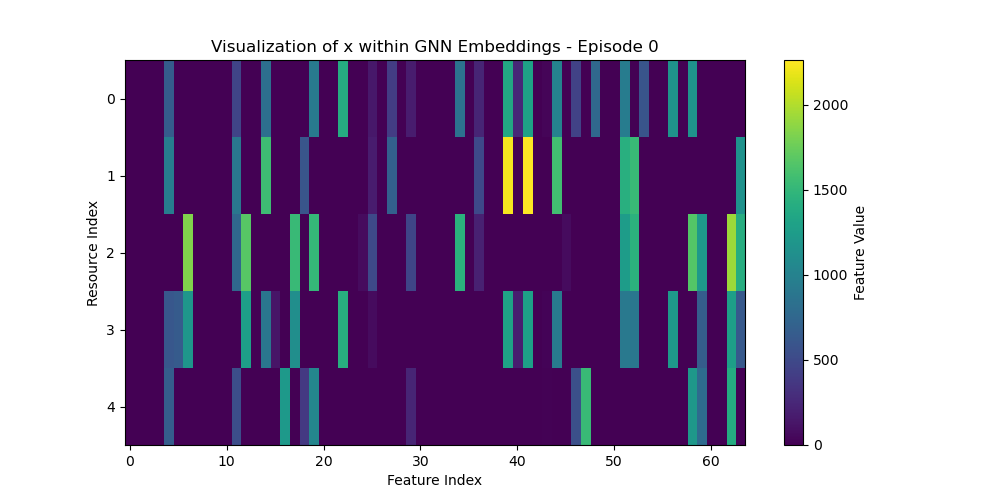 Visualization of x within GNN Embeddings - Episode 0
Resource Index
0
1
2
3
4
0 10 20 30 40 50 60
Feature Index
2000
1500
1000
500
0
Feature Value